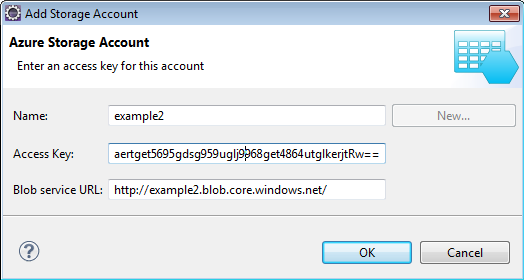 Add Storage Account
Azure Storage Account
Enter an access key for this account
Name: example2 New...
Access Key: aertget5695gdsg959uglj9968get4864utglkerjtRw==
Blob service URL: http://example2.blob.core.windows.net/
? OK Cancel